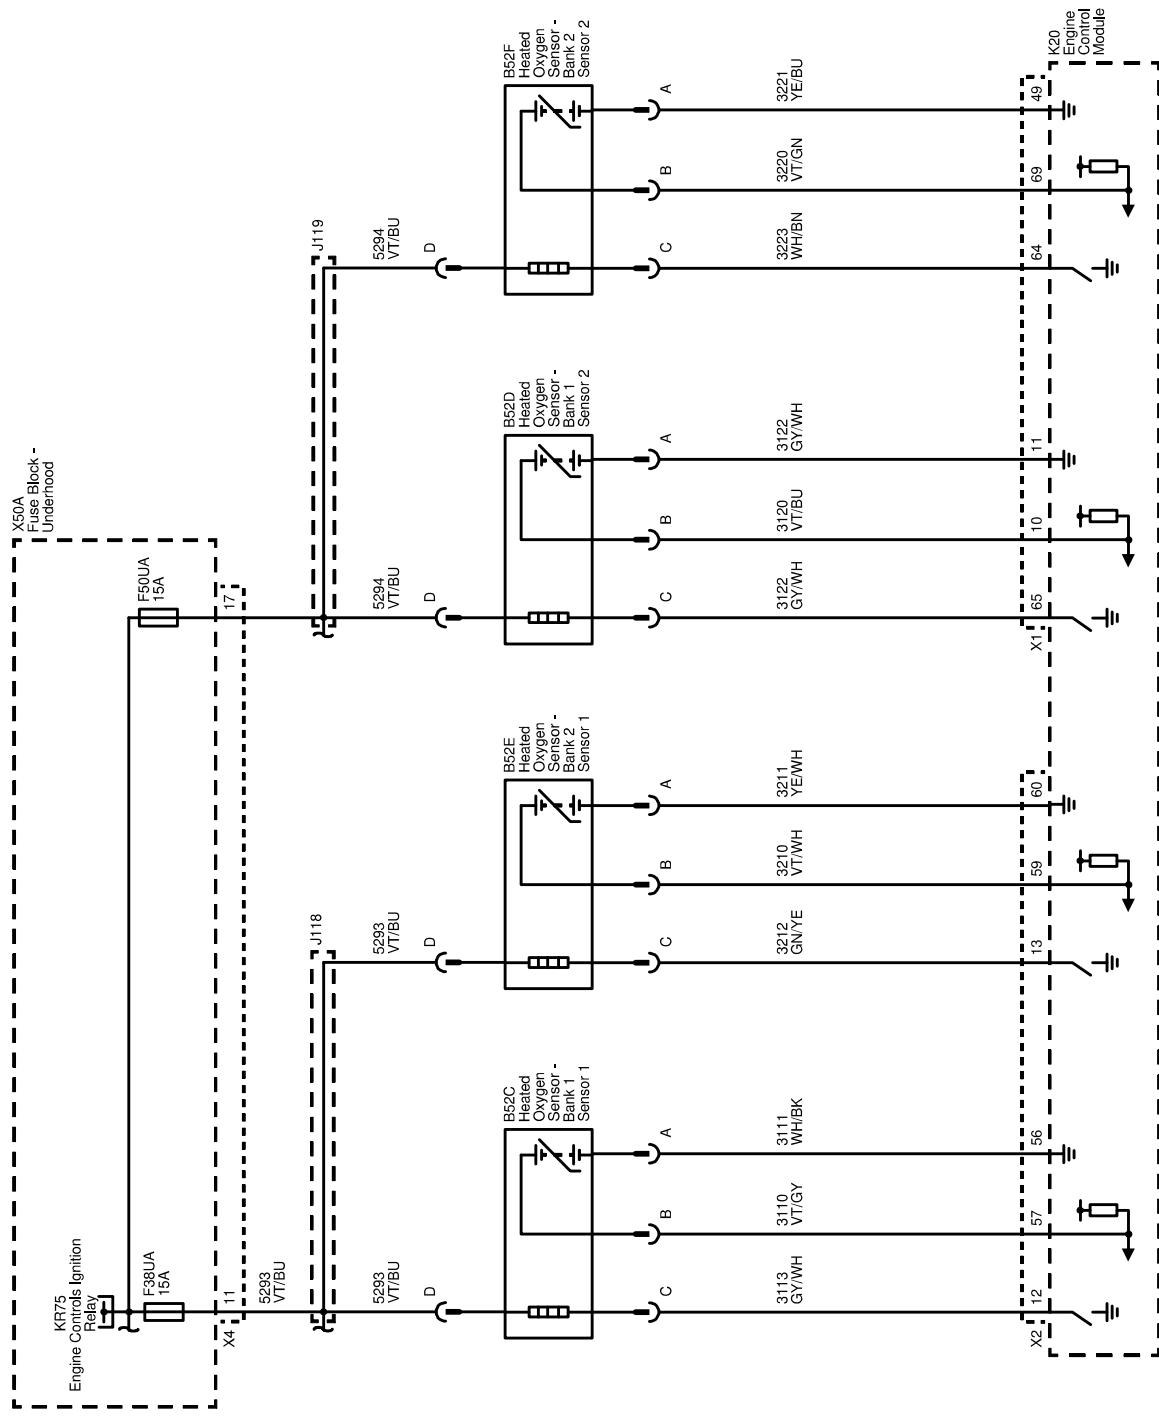 X50A
Fuse Block -
Underhood
KR75
Engine Controls Ignition
Relay
F38UA
15A
F50UA
15A
X4
11
17
5293
VT/BU
J118
J119
5293
VT/BU
D
5293
VT/BU
D
5294
VT/BU
D
5294
VT/BU
D
B52C
Heated
Oxygen
Sensor -
Bank 1
Sensor 1
B52E
Heated
Oxygen
Sensor -
Bank 2
Sensor 1
B52D
Heated
Oxygen
Sensor -
Bank 1
Sensor 2
B52F
Heated
Oxygen
Sensor -
Bank 2
Sensor 2
C
B
A
C
B
A
C
B
A
C
B
A
3113
GY/WH
3110
VT/GY
3111
WH/BK
3212
GN/YE
3210
VT/WH
3211
YE/WH
3122
GY/WH
3120
VT/BU
3122
GY/WH
3223
WH/BN
3220
VT/GN
3221
YE/BU
X2
12
57
56
13
59
60
X1
65
10
11
64
69
49
K20
Engine
Control
Module